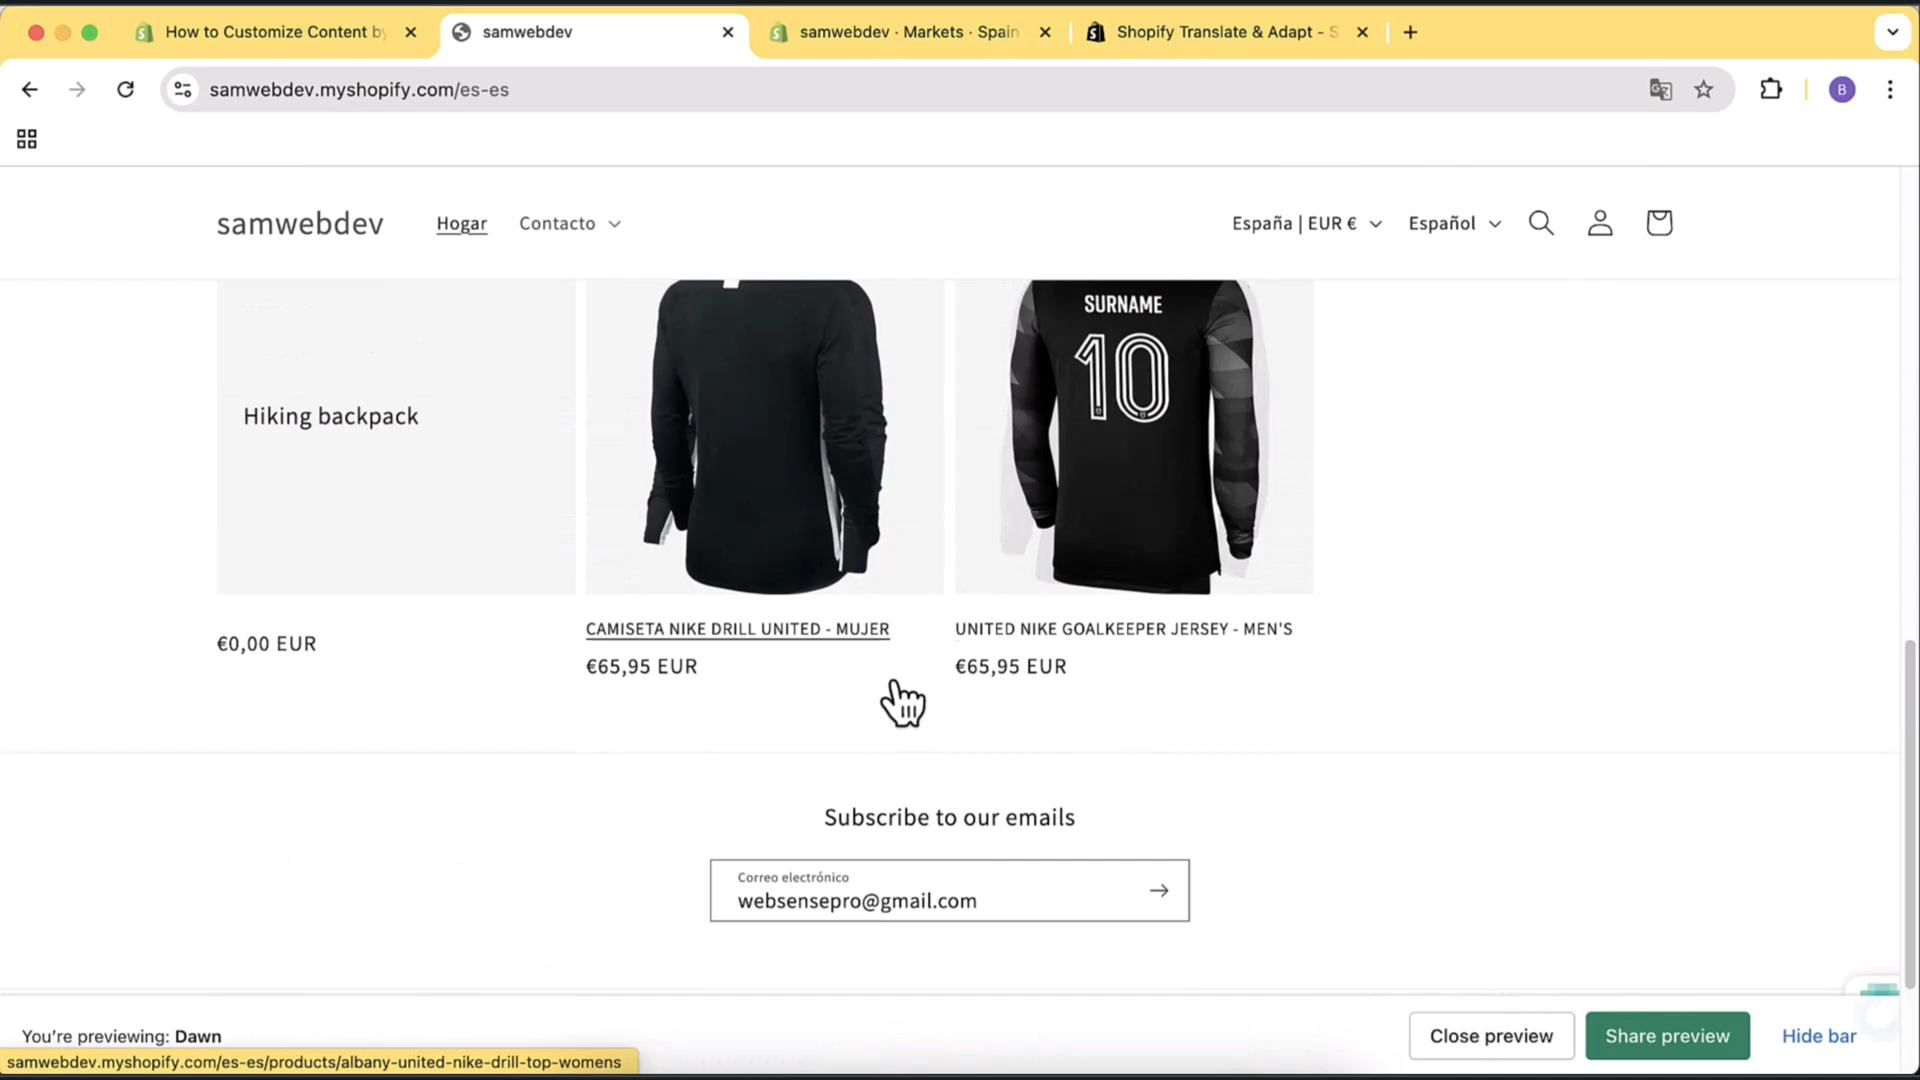 How to Customize Content by
samwebdev
samwebdev · Markets · Spain
Shopify Translate & Adapt - S
samwebdev.myshopify.com/es-es
B
samwebdev
Hogar
Contacto
España | EUR €
Español
SURNAME
10
Hiking backpack
€0,00 EUR
CAMISETA NIKE DRILL UNITED - MUJER
€65,95 EUR
UNITED NIKE GOALKEEPER JERSEY - MEN'S
€65,95 EUR
Subscribe to our emails
Correo electrónico
websensepro@gmail.com
You're previewing: Dawn
Close preview
Share preview
Hide bar
samwebdev.myshopify.com/es-es/products/albany-united-nike-drill-top-womens